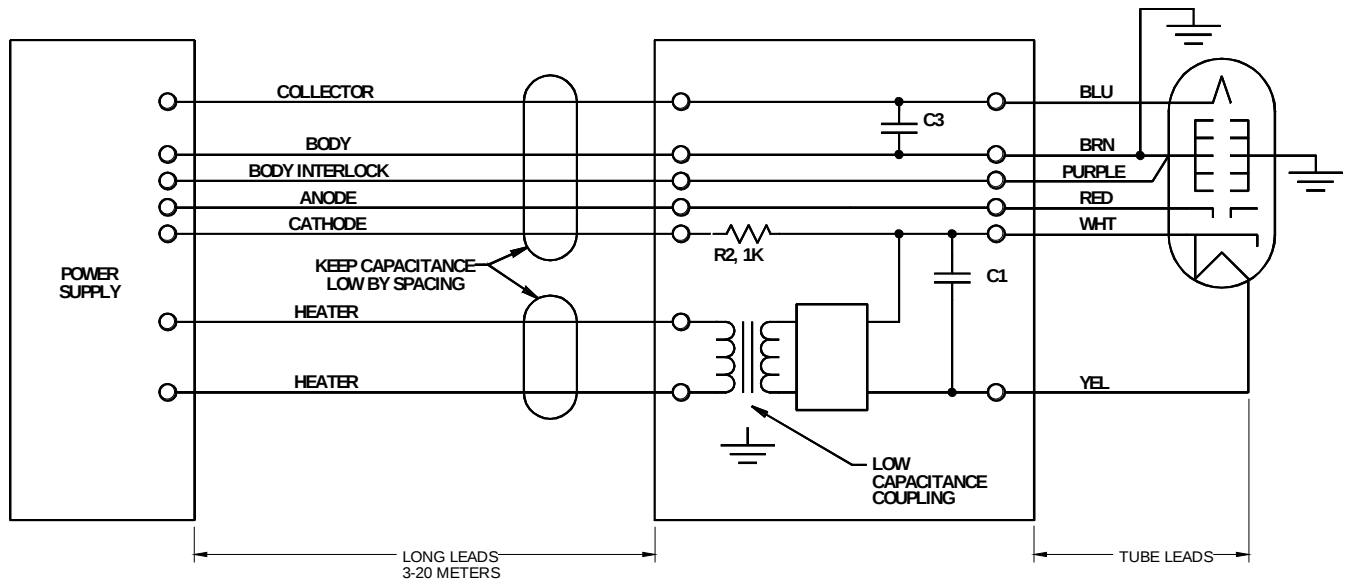 COLLECTOR
BLU
C3
BODY
BRN
BODY INTERLOCK
PURPLE
ANODE
RED
CATHODE
WHT
R2, 1K
POWER
SUPPLY
KEEP CAPACITANCE
LOW BY SPACING
C1
HEATER
HEATER
YEL
LOW
CAPACITANCE
COUPLING
LONG LEADS
3-20 METERS
TUBE LEADS